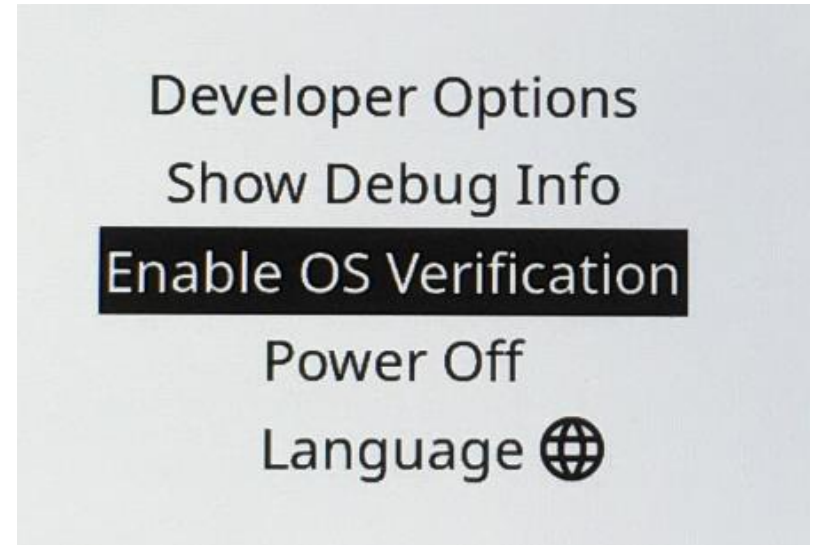 Developer Options
Show Debug Info
Enable OS Verification
Power Off
Language